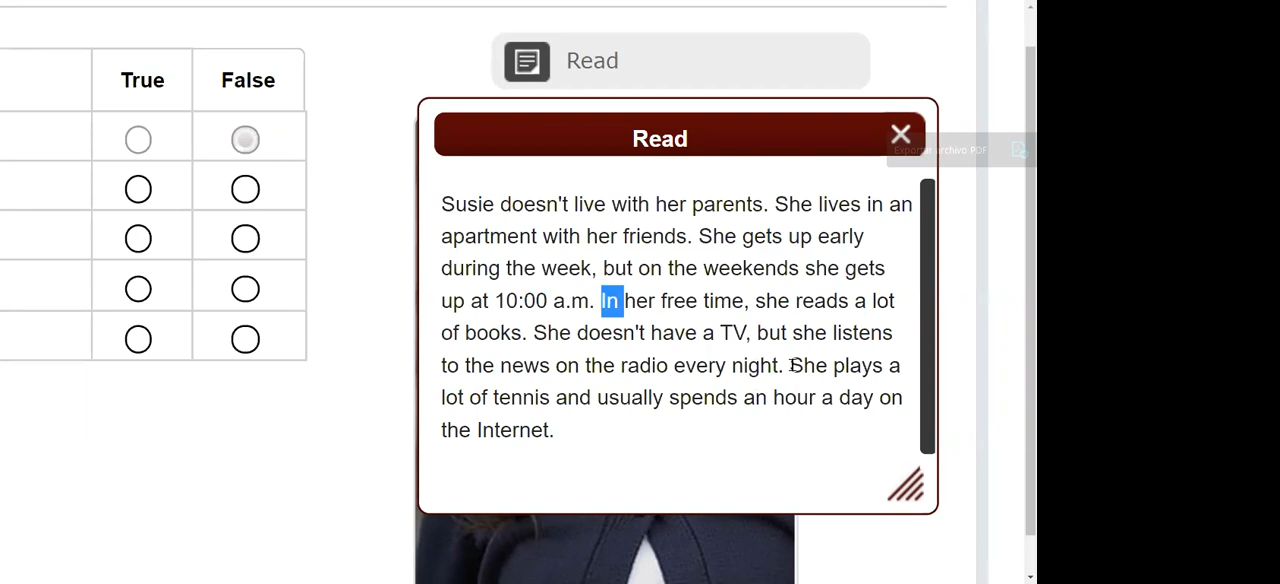 Read
True False
Read
Exportar archivo PDF
Susie doesn't live with her parents. She lives in an
apartment with her friends. She gets up early
during the week, but on the weekends she gets
up at 10:00 a.m. In her free time, she reads a lot
of books. She doesn't have a TV, but she listens
to the news on the radio every night. She plays a
lot of tennis and usually spends an hour a day on
the Internet.